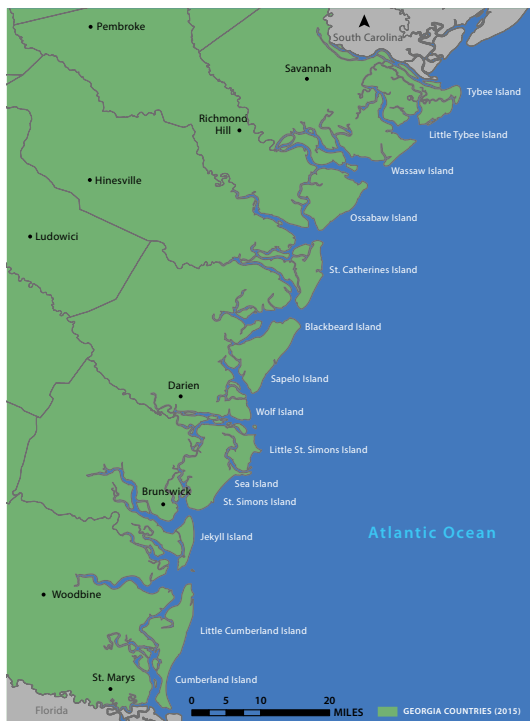 Pembroke
South Carolina
Savannah
Tybee Island
Richmond
Hill
Little Tybee Island
Wassaw Island
Hinesville
Ossabaw Island
Ludowici
St. Catherines Island
Blackbeard Island
Sapelo Island
Darien
Wolf Island
Little St. Simons Island
Sea Island
Brunswick
St. Simons Island
Atlantic Ocean
Jekyll Island
Woodbine
Little Cumberland Island
St. Marys
Cumberland Island
Florida
0 5 10 20
MILES
GEORGIA COUNTRIES (2015)